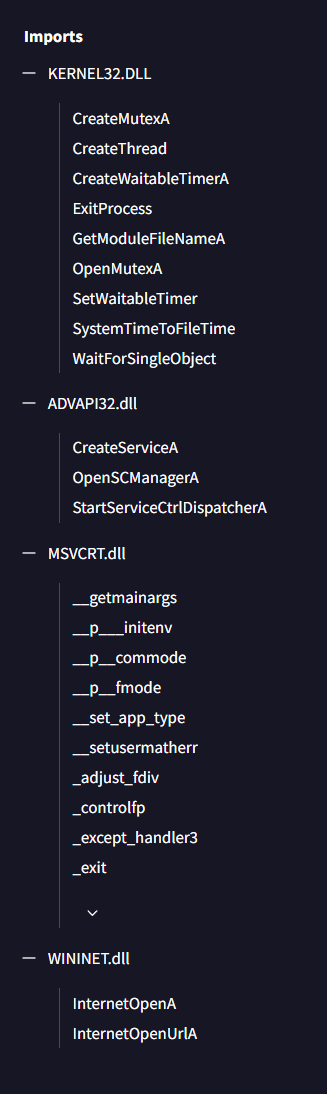 Imports
KERNEL32.DLL
CreateMutexA
CreateThread
CreateWaitableTimerA
ExitProcess
GetModuleFileNameA
OpenMutexA
SetWaitableTimer
SystemTimeToFileTime
WaitForSingleObject
ADVAPI32.dll
CreateServiceA
OpenSCManagerA
StartServiceCtrlDispatcherA
MSVCRT.dll
__getmainargs
__p___initenv
__p__commode
__p__fmode
__set_app_type
__setusermatherr
_adjust_fdiv
_controlfp
_except_handler3
_exit
WININET.dll
InternetOpenA
InternetOpenUrlA